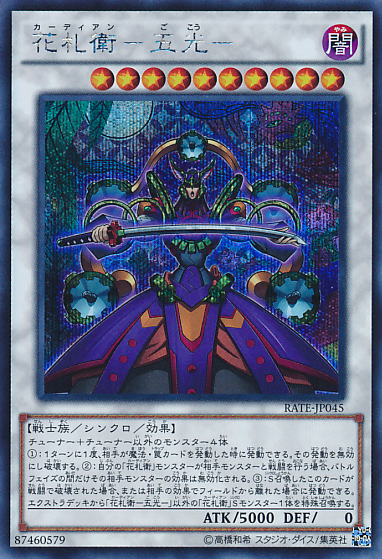 カーディアン ごこう
花札衛－五光－
やみ
闇
RATE-JP045
【戦士族／シンクロ／効果】
チューナー＋チューナー以外のモンスター４体
①：１ターンに１度、相手が魔法・罠カードを発動した時に発動できる。その発動を無効
にし破壊する。②：自分の「花札衛」モンスターが相手モンスターと戦闘を行う場合、バトル
フェイズの間だけその相手モンスターの効果は無効化される。③：S召喚したこのカードが
戦闘で破壊された場合、または相手の効果でフィールドから離れた場合に発動できる。
エクストラデッキから「花札衛－五光－」以外の「花札衛」Sモンスター１体を特殊召喚する。
ATK/5000 DEF/ 0
87460579
©高橋和希 スタジオ・ダイス/集英社